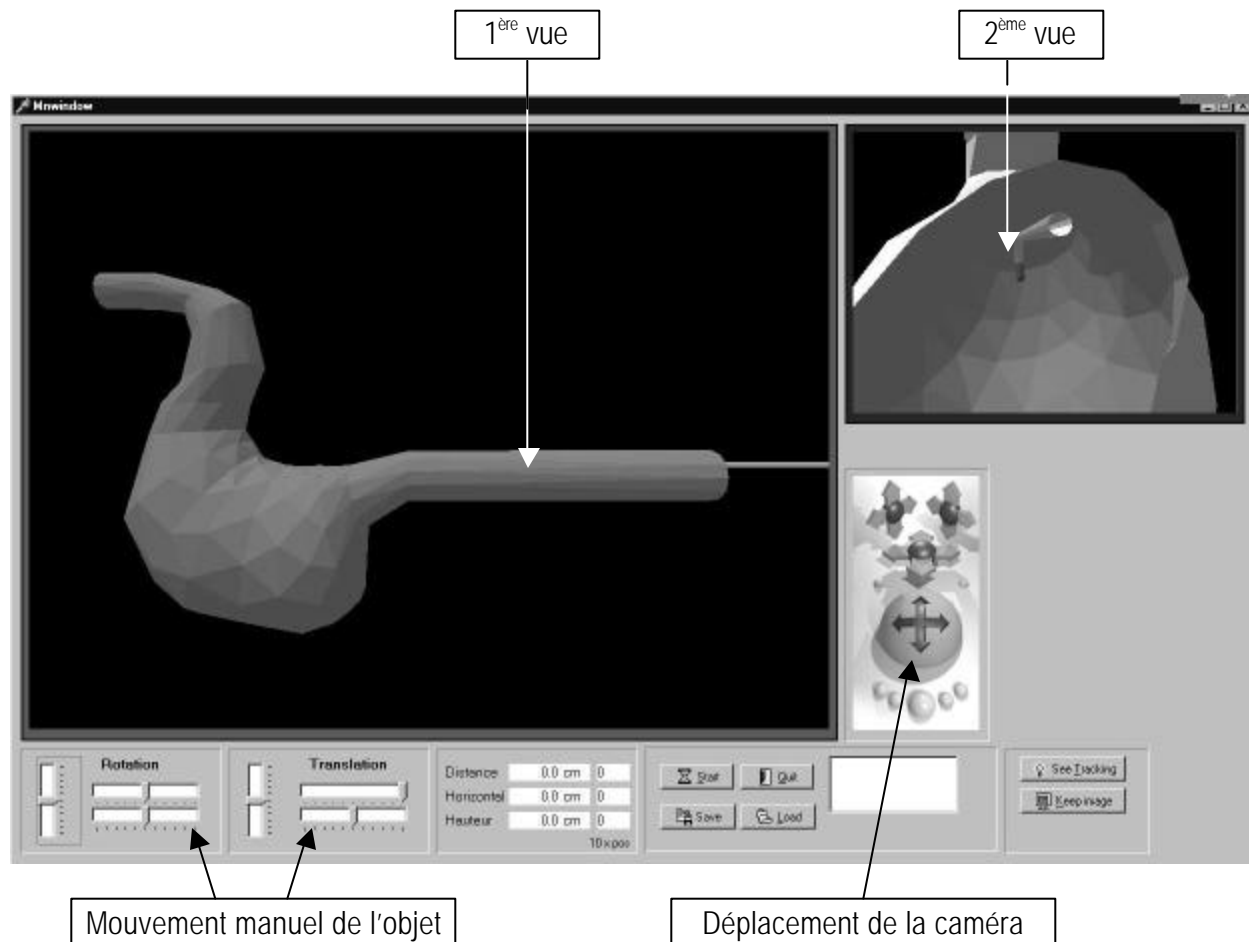 1ère vue
2ème vue
Mnwindow
Rotation
Translation
Distance 0.0 cm 0
Horizontal 0.0 cm 0
Hauteur 0.0 cm 0
10 x pos
Start
Quit
Save
Load
See Tracking
Keep image
Mouvement manuel de l'objet
Déplacement de la caméra